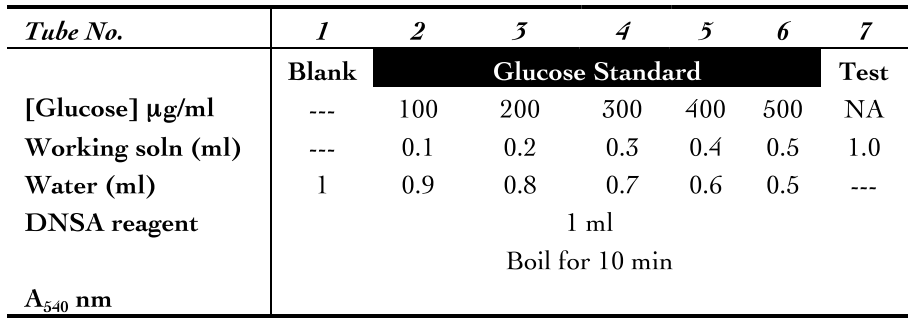 Tube No. 1 2 3 4 5 6 7
Blank Glucose Standard Test
[Glucose] µg/ml --- 100 200 300 400 500 NA
Working soln (ml) --- 0.1 0.2 0.3 0.4 0.5 1.0
Water (ml) 1 0.9 0.8 0.7 0.6 0.5 ---
DNSA reagent 1 ml
Boil for 10 min
A₅₄₀ nm